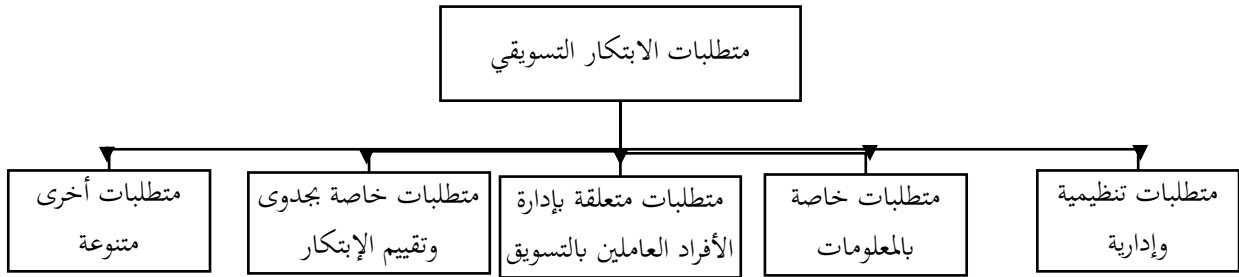 متطلبات الابتكار التسويقي
متطلبات تنظيمية
وإدارية
متطلبات خاصة
بالمعلومات
متطلبات متعلقة بإدارة
الأفراد العاملين بالتسويق
متطلبات خاصة بجدوى
وتقييم الإبتكار
متطلبات أخرى
متنوعة